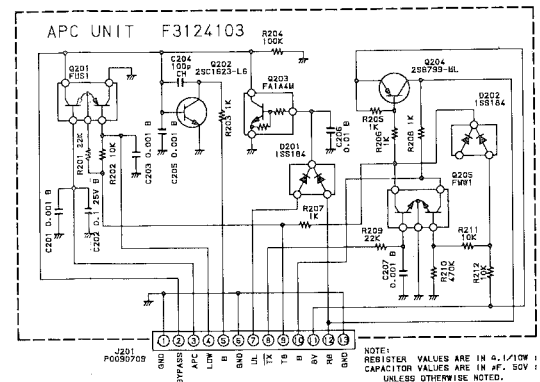 APC UNIT F3124103
R204
100K
C204
100p
CH
Q202
2SC1623-L6
Q201
FUS1
Q203
FA1A4M
Q204
2SB799-ML
D202
1SS184
R203 1K
R205
1K
R206
1K
R208 1K
C206
0.01 B
D201
1SS184
R201 22K
R202 10K
C203 0.001 B
C205 0.001 B
Q205
FMW1
R207
1K
R209
22K
R211
10K
C201 0.001 B
C202 0.1 25V B
C207
0.001 B
R210
470K
R212
10K
J201
P0090709
1 2 3 4 5 6 7 8 9 10 11 12 13
GND
BYPASS
APC
LOW
B
GND
UL
TX
TB
B
8V
RB
GND
NOTE:
REGISTER VALUES ARE IN Ω.1/10W
CAPACITOR VALUES ARE IN μF. 50V
UNLESS OTHERWISE NOTED.